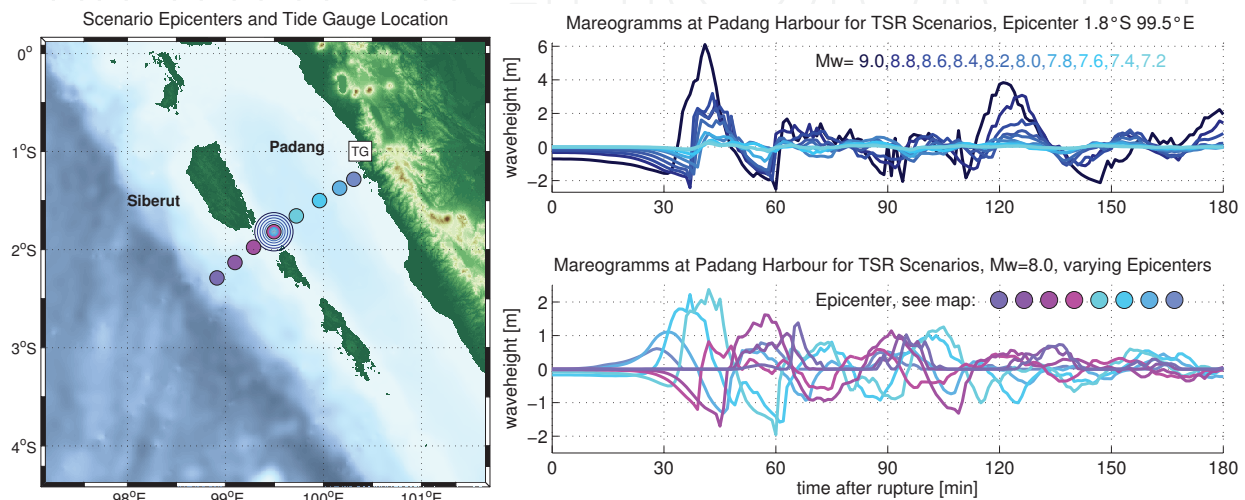 Scenario Epicenters and Tide Gauge Location
0°
1°S
2°S
3°S
4°S
98°E
99°E
100°E
101°E
Padang
TG
Siberut
Mareogramms at Padang Harbour for TSR Scenarios, Epicenter 1.8°S 99.5°E
Mw= 9.0,8.8,8.6,8.4,8.2,8.0,7.8,7.6,7.4,7.2
waveheight [m]
6
4
2
0
−2
0 30 60 90 120 150 180
Mareogramms at Padang Harbour for TSR Scenarios, Mw=8.0, varying Epicenters
Epicenter, see map:
waveheight [m]
2
1
0
−1
−2
0 30 60 90 120 150 180
time after rupture [min]